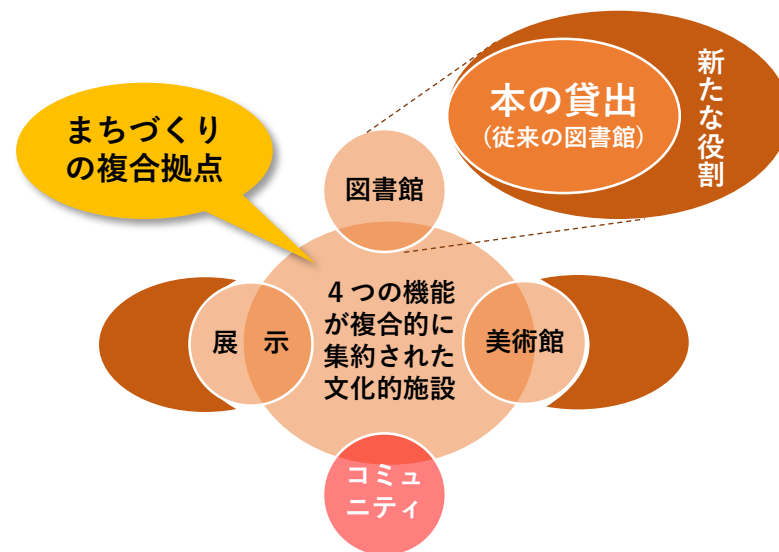 まちづくり
の複合拠点
本の貸出
(従来の図書館)
新たな役割
図書館
4つの機能
が複合的に
集約された
文化的施設
展 示
美術館
コミュ
ニティ